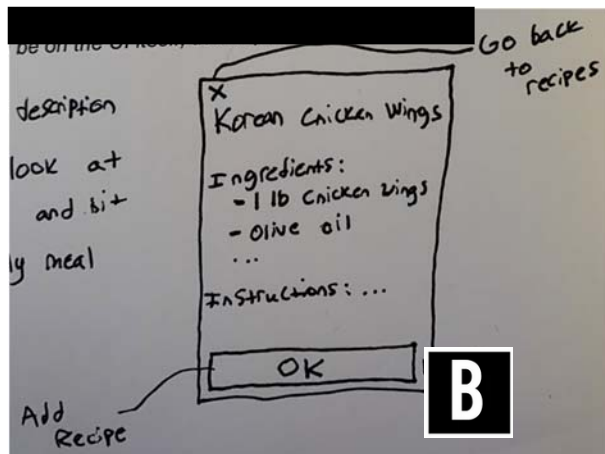 be on the UI itself,
Go back
to
recipes
description
look at
and hit
ly meal
X
Korean Chicken Wings
Ingredients:
- 1 lb Chicken wings
- Olive oil
...
Instructions: ...
OK
Add
Recipe
B